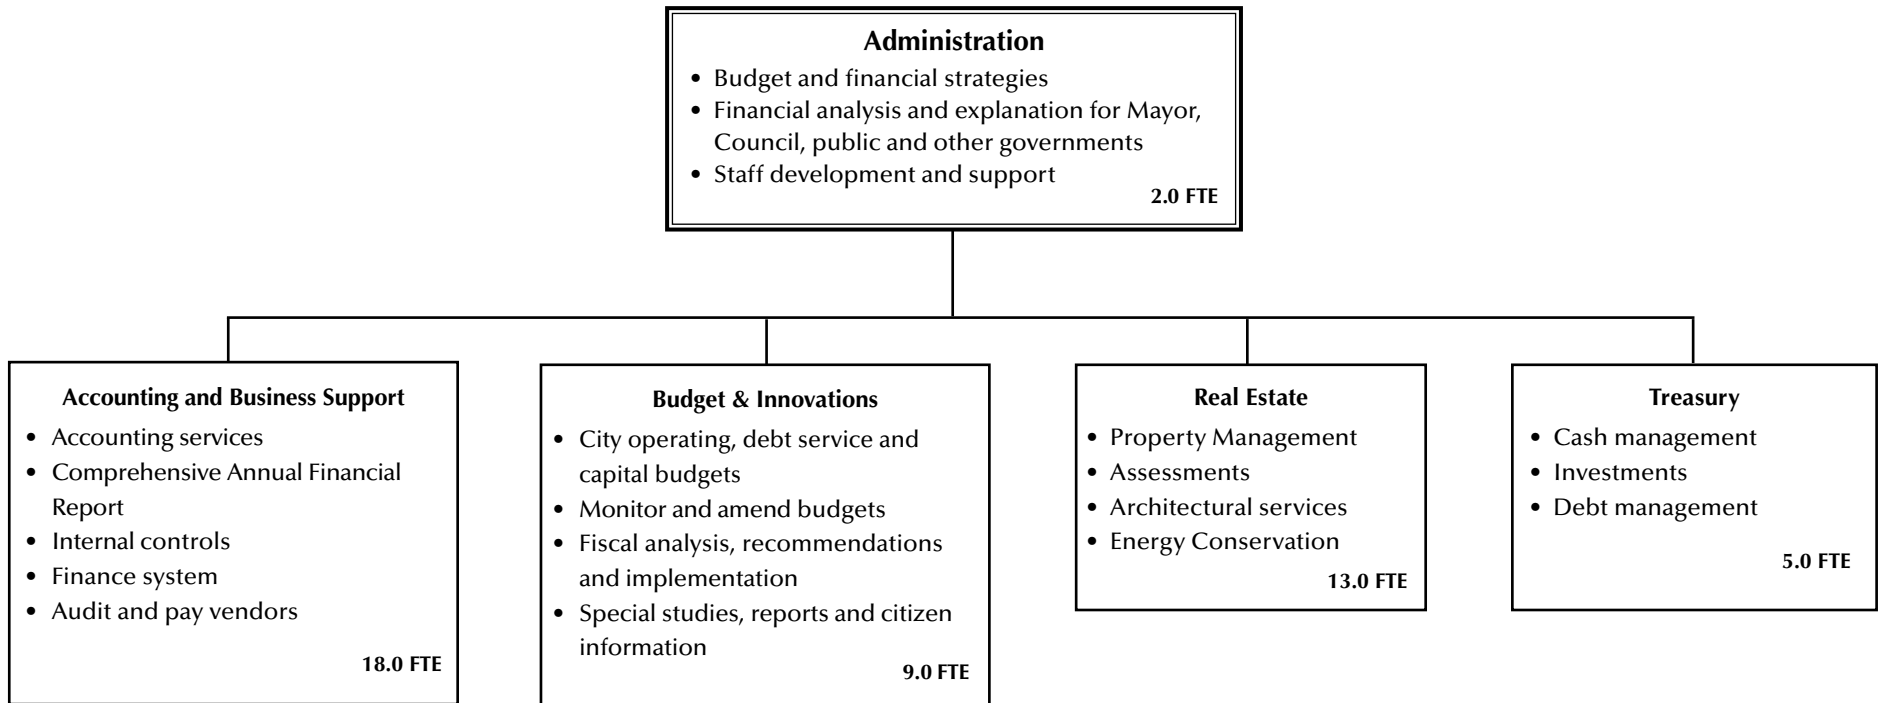 Administration
• Budget and financial strategies
• Financial analysis and explanation for Mayor,
Council, public and other governments
• Staff development and support
2.0 FTE
Accounting and Business Support
• Accounting services
• Comprehensive Annual Financial
Report
• Internal controls
• Finance system
• Audit and pay vendors
18.0 FTE
Budget & Innovations
• City operating, debt service and
capital budgets
• Monitor and amend budgets
• Fiscal analysis, recommendations
and implementation
• Special studies, reports and citizen
information
9.0 FTE
Real Estate
• Property Management
• Assessments
• Architectural services
• Energy Conservation
13.0 FTE
Treasury
• Cash management
• Investments
• Debt management
5.0 FTE